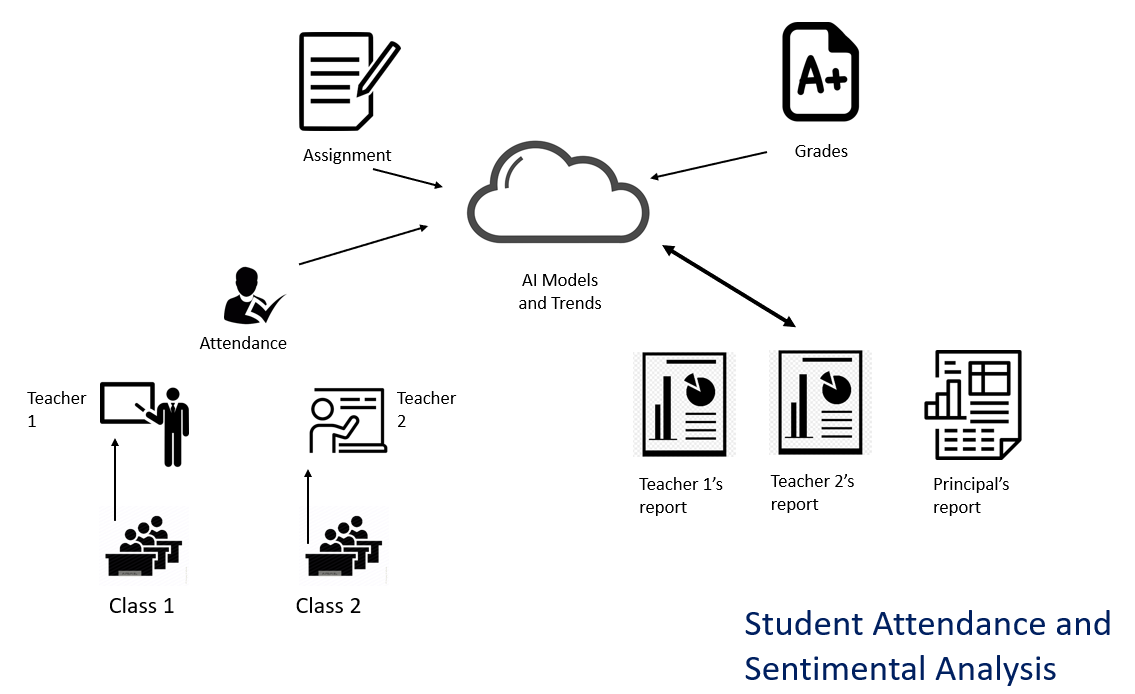 A+
Assignment
Grades
AI Models
and Trends
Attendance
Teacher
1
Teacher
2
Teacher 1’s
report
Teacher 2’s
report
Principal’s
report
Class 1
Class 2
Student Attendance and
Sentimental Analysis